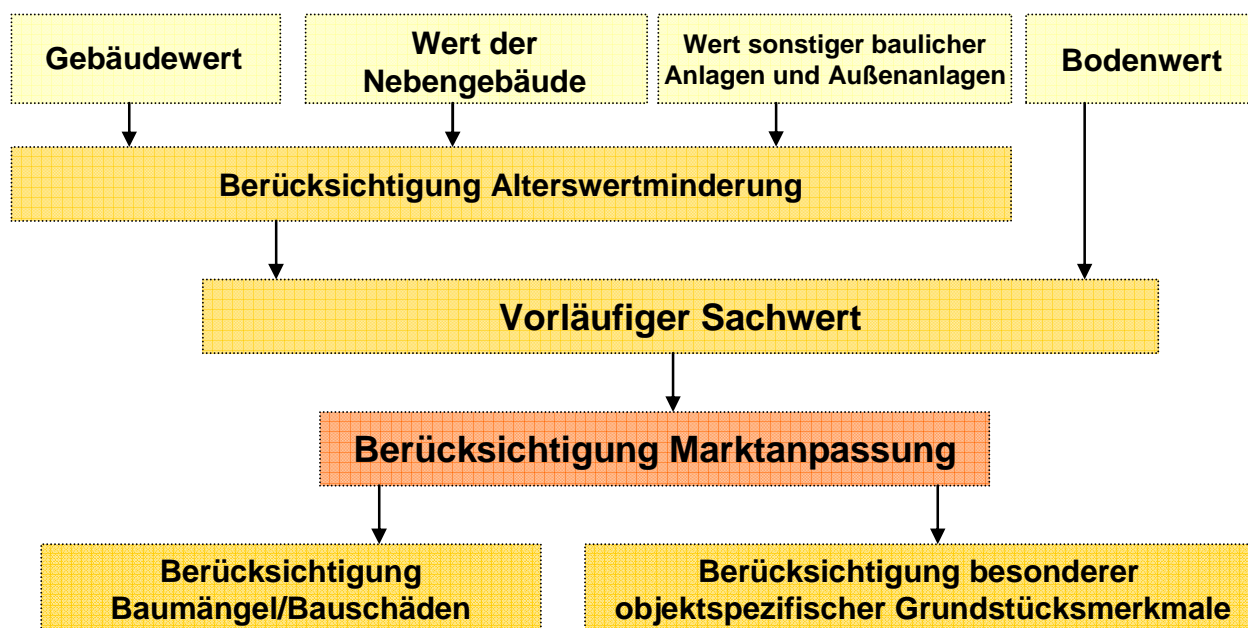 Gebäudewert
Wert der
Nebengebäude
Wert sonstiger baulicher
Anlagen und Außenanlagen
Bodenwert
Berücksichtigung Alterswertminderung
Vorläufiger Sachwert
Berücksichtigung Marktanpassung
Berücksichtigung
Baumängel/Bauschäden
Berücksichtigung besonderer
objektspezifischer Grundstücksmerkmale